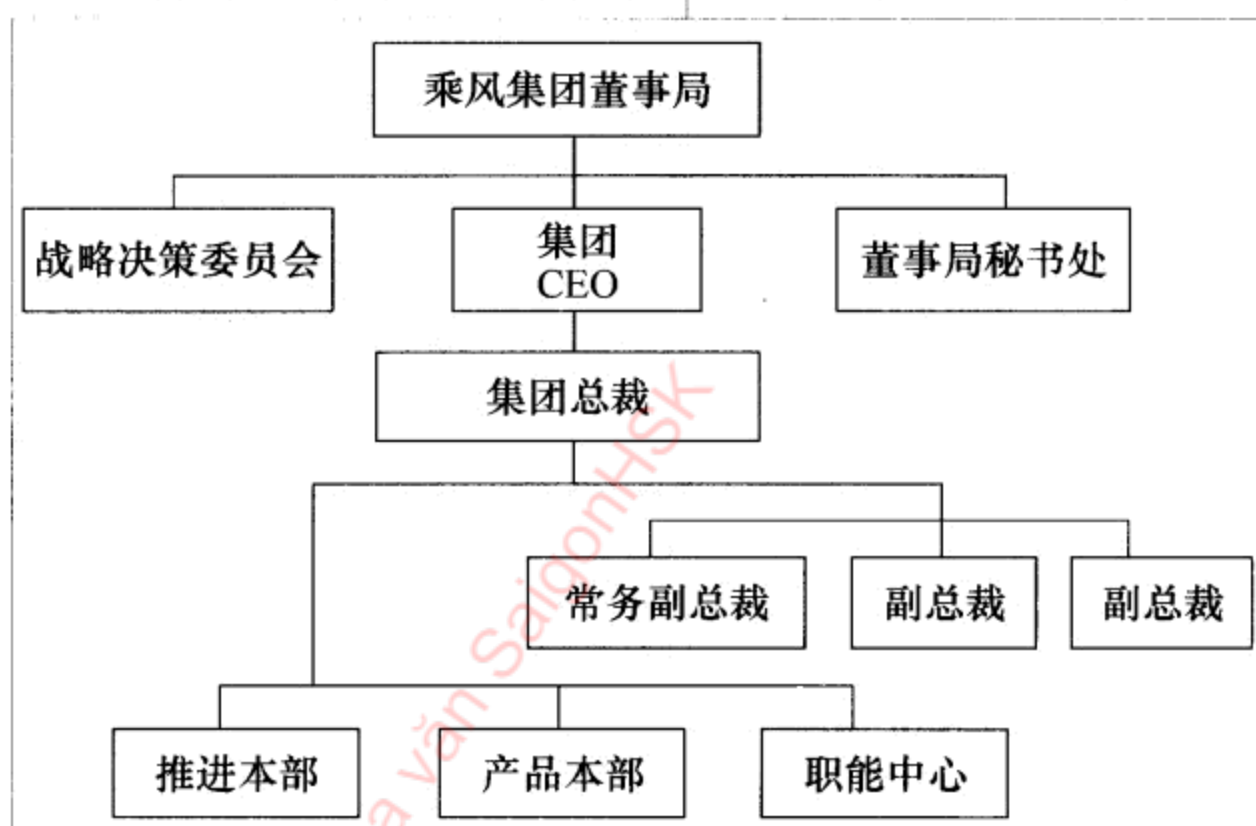 乘风集团董事局
战略决策委员会
集团
CEO
董事局秘书处
集团总裁
常务副总裁
副总裁
副总裁
推进本部
产品本部
职能中心
a văn SaigonHSK